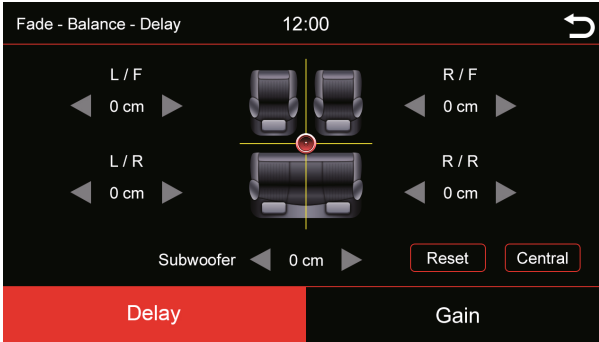 Fade - Balance - Delay 12:00
L / F
R / F
0 cm
0 cm
L / R
R / R
0 cm
0 cm
Subwoofer 0 cm Reset Central
Delay Gain